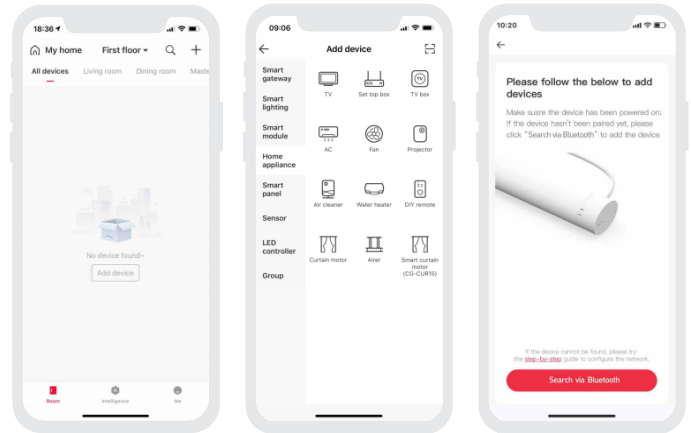 18:36
My home
First floor
All devices
Living room
Dining room
Maste
No device found~
Add device
Room
Intelligence
Me
09:06
Add device
Smart
gateway
Smart
lighting
Smart
module
Home
appliance
Smart
panel
Sensor
LED
controller
Group
TV
Set top box
TV box
AC
Fan
Projector
Air cleaner
Water heater
DIY remote
Curtain motor
Airer
Smart curtain
motor
(CG-CUR15)
10:20
Please follow the below to add
devices
Make susre the device has been powered on;
If the device hasn't been paired yet, please
click "Search via Bluetooth" to add the device
If the device cannot be found, please try
the step-by-step guide to configure the network.
Search via Bluetooth